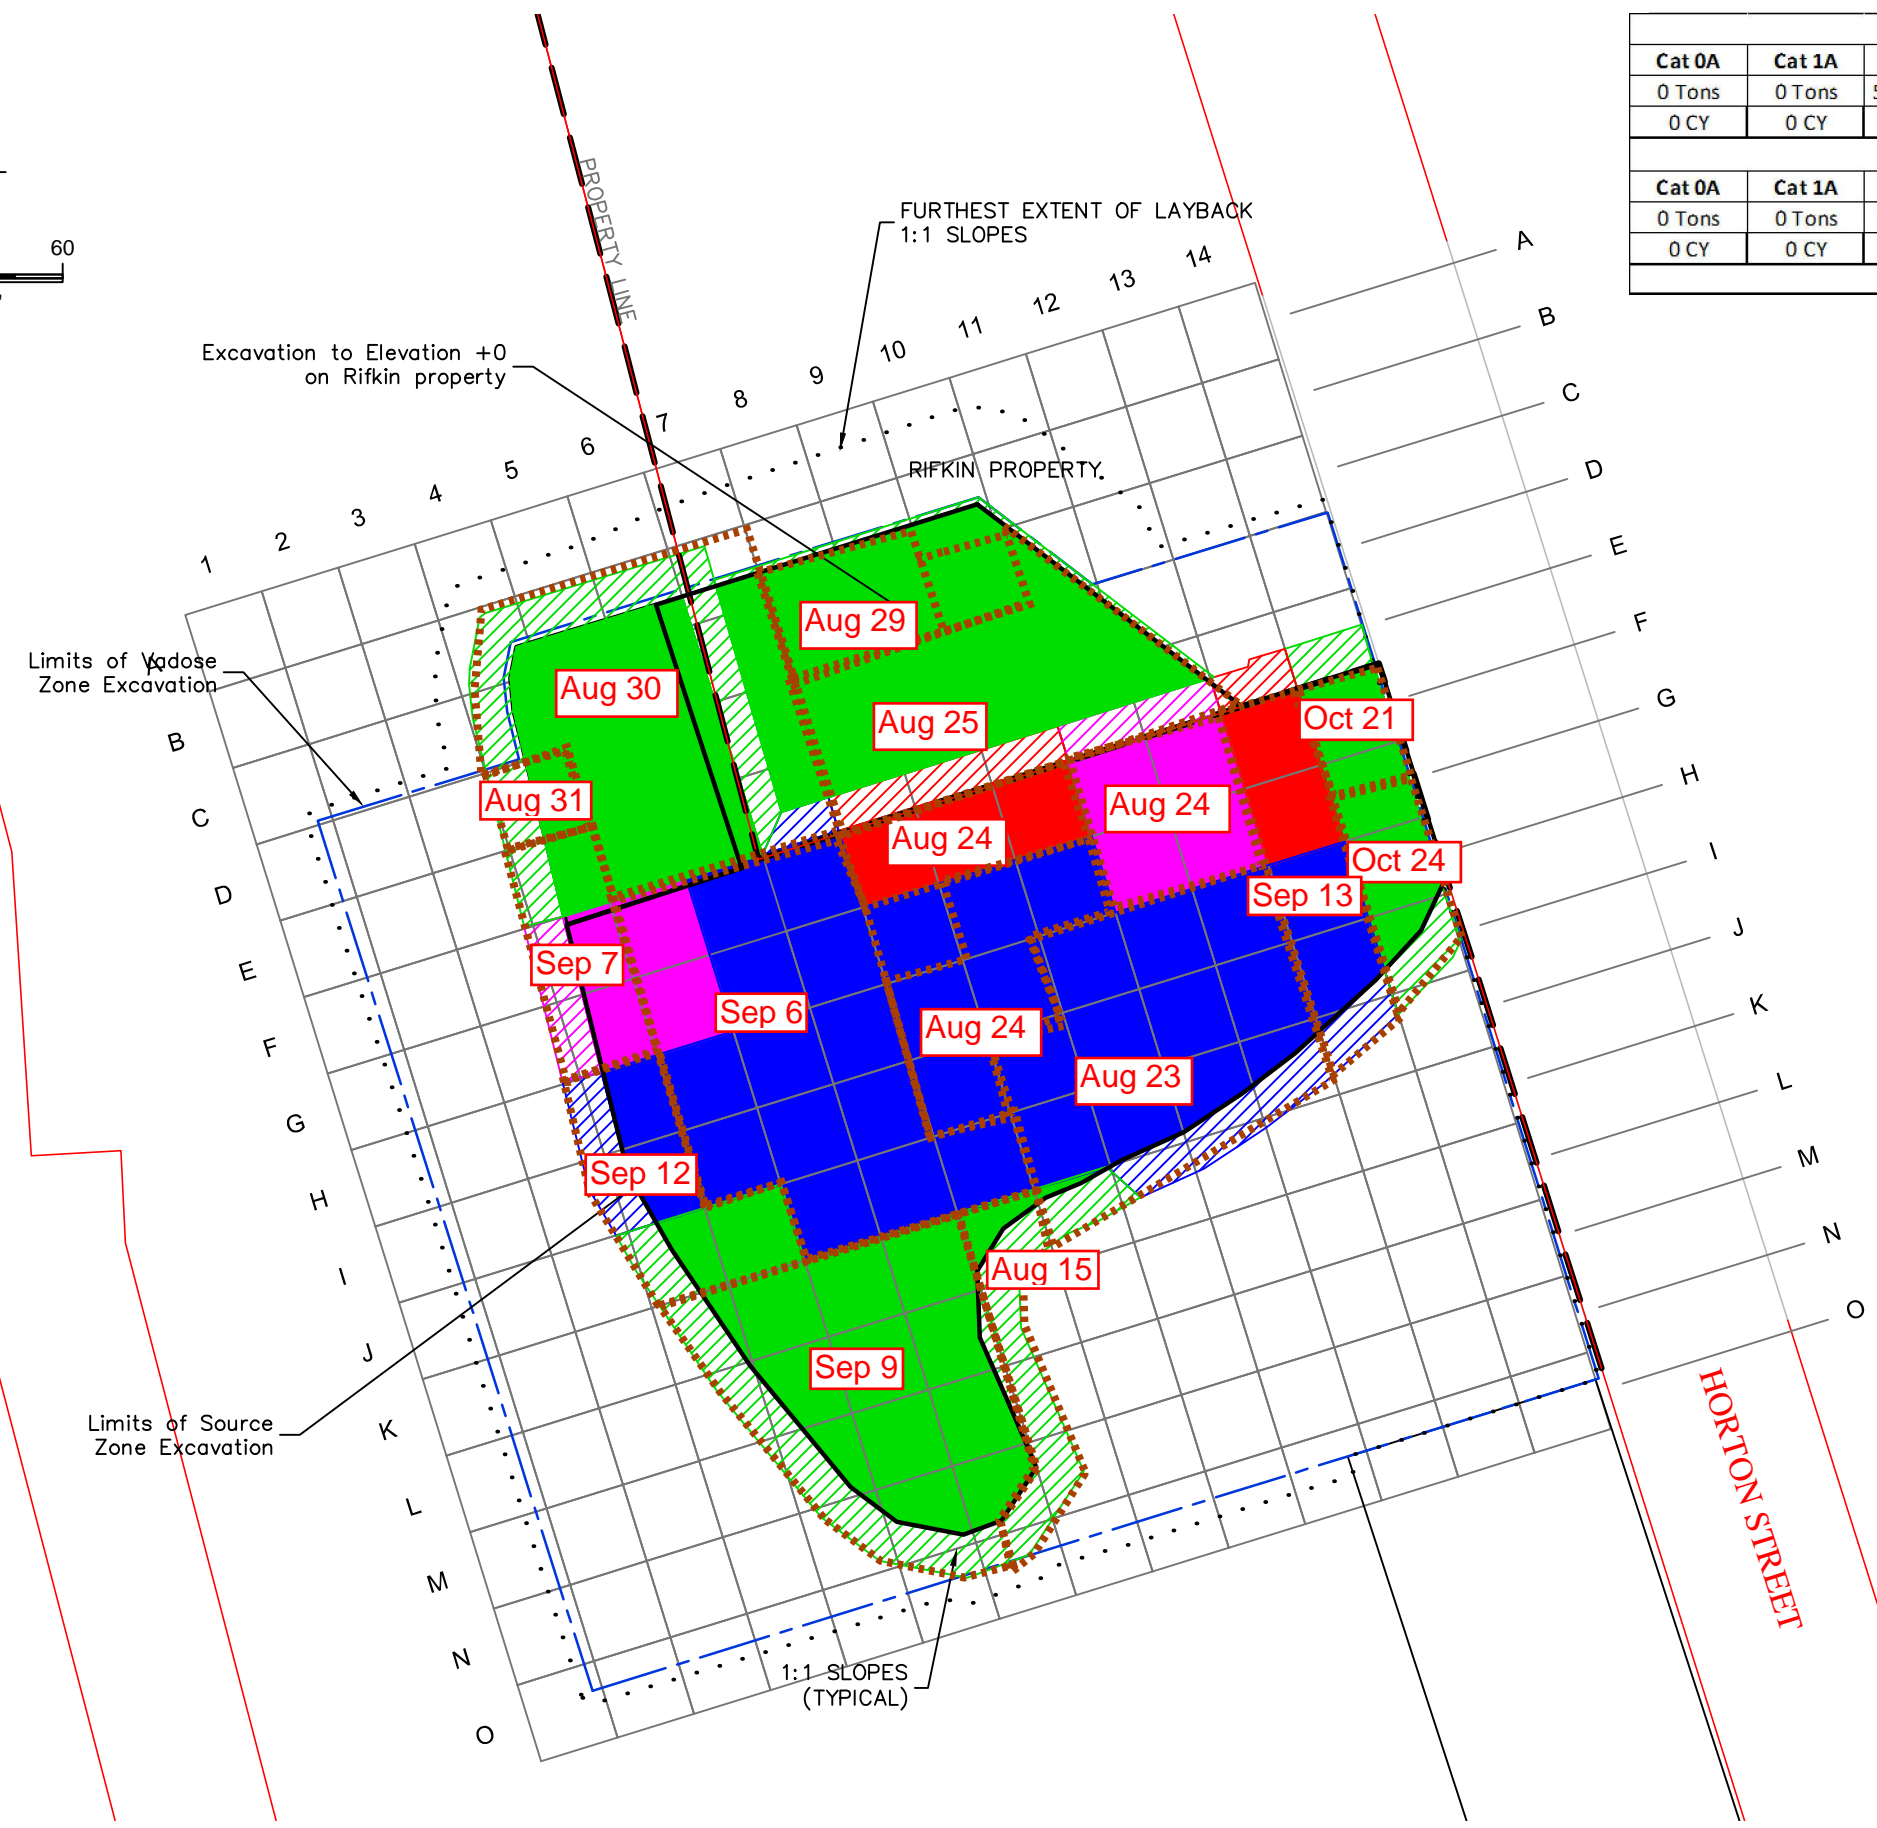 Cat 0A Cat 1A
0 Tons 0 Tons
0 CY 0 CY
Cat 0A Cat 1A
0 Tons 0 Tons
0 CY 0 CY
60
PROPERTY LINE
FURTHEST EXTENT OF LAYBACK
1:1 SLOPES
Excavation to Elevation +0
on Rifkin property
RIFKIN PROPERTY
1 2 3 4 5 6 7 8 9 10 11 12 13 14
A
B
C
D
E
F
G
H
I
J
K
L
M
N
O
Limits of Vadose
Zone Excavation
A
B
C
D
E
F
G
H
I
J
K
L
M
N
O
Aug 29
Aug 30
Aug 25
Oct 21
Aug 31
Aug 24
Aug 24
Oct 24
Sep 13
Sep 7
Sep 6
Aug 24
Aug 23
Sep 12
Aug 15
Sep 9
Limits of Source
Zone Excavation
1:1 SLOPES
(TYPICAL)
HORTON STREET